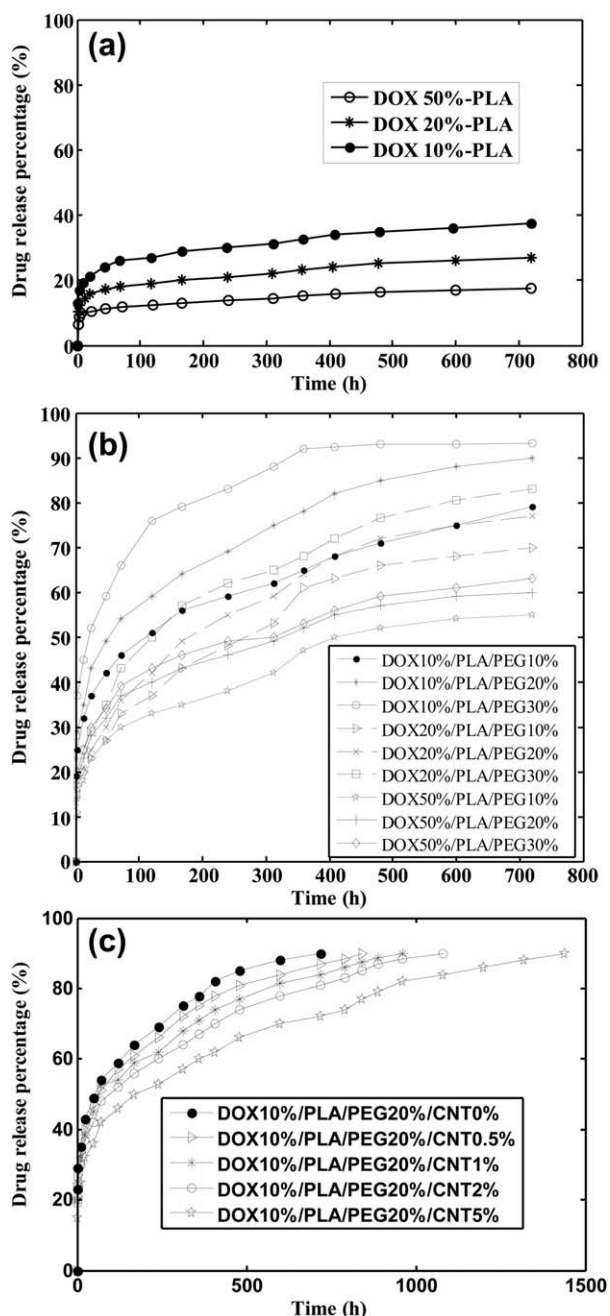 (a)
DOX 50%-PLA
DOX 20%-PLA
DOX 10%-PLA
Drug release percentage (%)
100
80
60
40
20
0
0 100 200 300 400 500 600 700 800
Time (h)
(b)
Drug release percentage (%)
100
90
80
70
60
50
40
30
20
10
0
DOX10%/PLA/PEG10%
DOX10%/PLA/PEG20%
DOX10%/PLA/PEG30%
DOX20%/PLA/PEG10%
DOX20%/PLA/PEG20%
DOX20%/PLA/PEG30%
DOX50%/PLA/PEG10%
DOX50%/PLA/PEG20%
DOX50%/PLA/PEG30%
0 100 200 300 400 500 600 700 800
Time (h)
(c)
Drug release percentage (%)
100
80
60
40
20
0
DOX10%/PLA/PEG20%/CNT0%
DOX10%/PLA/PEG20%/CNT0.5%
DOX10%/PLA/PEG20%/CNT1%
DOX10%/PLA/PEG20%/CNT2%
DOX10%/PLA/PEG20%/CNT5%
0 500 1000 1500
Time (h)